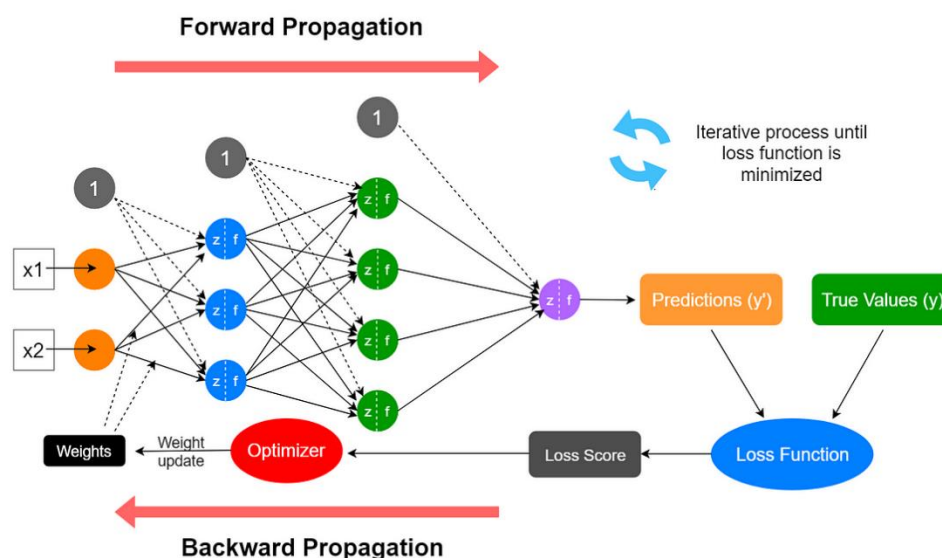 Forward Propagation
1
1
1
Iterative process until
loss function is
minimized
z f
z f
x1
z f
z f
z f
Predictions (y')
True Values (y)
x2
z f
z f
z f
Weights
Weight
update
Optimizer
Loss Score
Loss Function
Backward Propagation